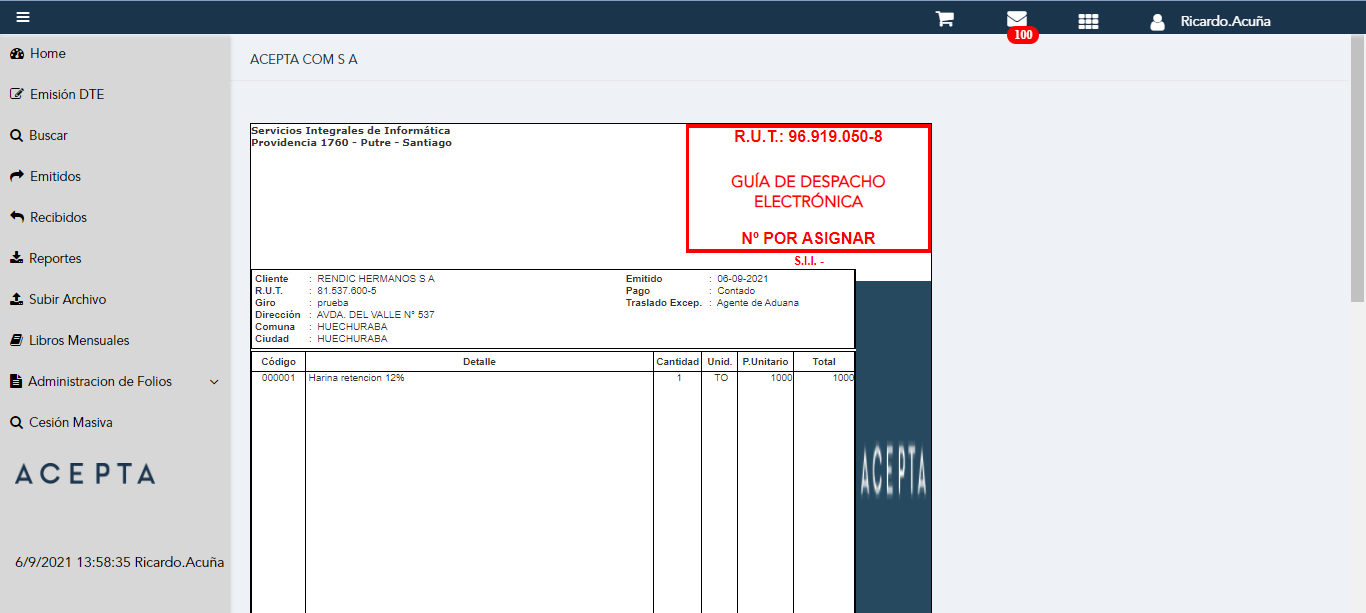 Ricardo.Acuña
100
Home
Emisión DTE
Buscar
Emitidos
Recibidos
Reportes
Subir Archivo
Libros Mensuales
Administracion de Folios
Cesión Masiva
ACEPTA
6/9/2021 13:58:35 Ricardo.Acuña
ACEPTA COM S A
Servicios Integrales de Informática
Providencia 1760 - Putre - Santiago
R.U.T.: 96.919.050-8
GUÍA DE DESPACHO
ELECTRÓNICA
Nº POR ASIGNAR
S.I.I. -
Cliente : RENDIC HERMANOS S A Emitido : 06-09-2021
R.U.T. : 81.537.600-5 Pago : Contado
Giro : prueba Traslado Excep. : Agente de Aduana
Dirección : AVDA. DEL VALLE N° 537
Comuna : HUECHURABA
Ciudad : HUECHURABA
Código Detalle Cantidad Unid. P.Unitario Total
000001 Harina retencion 12% 1 TO 1000 1000
ACEPTA